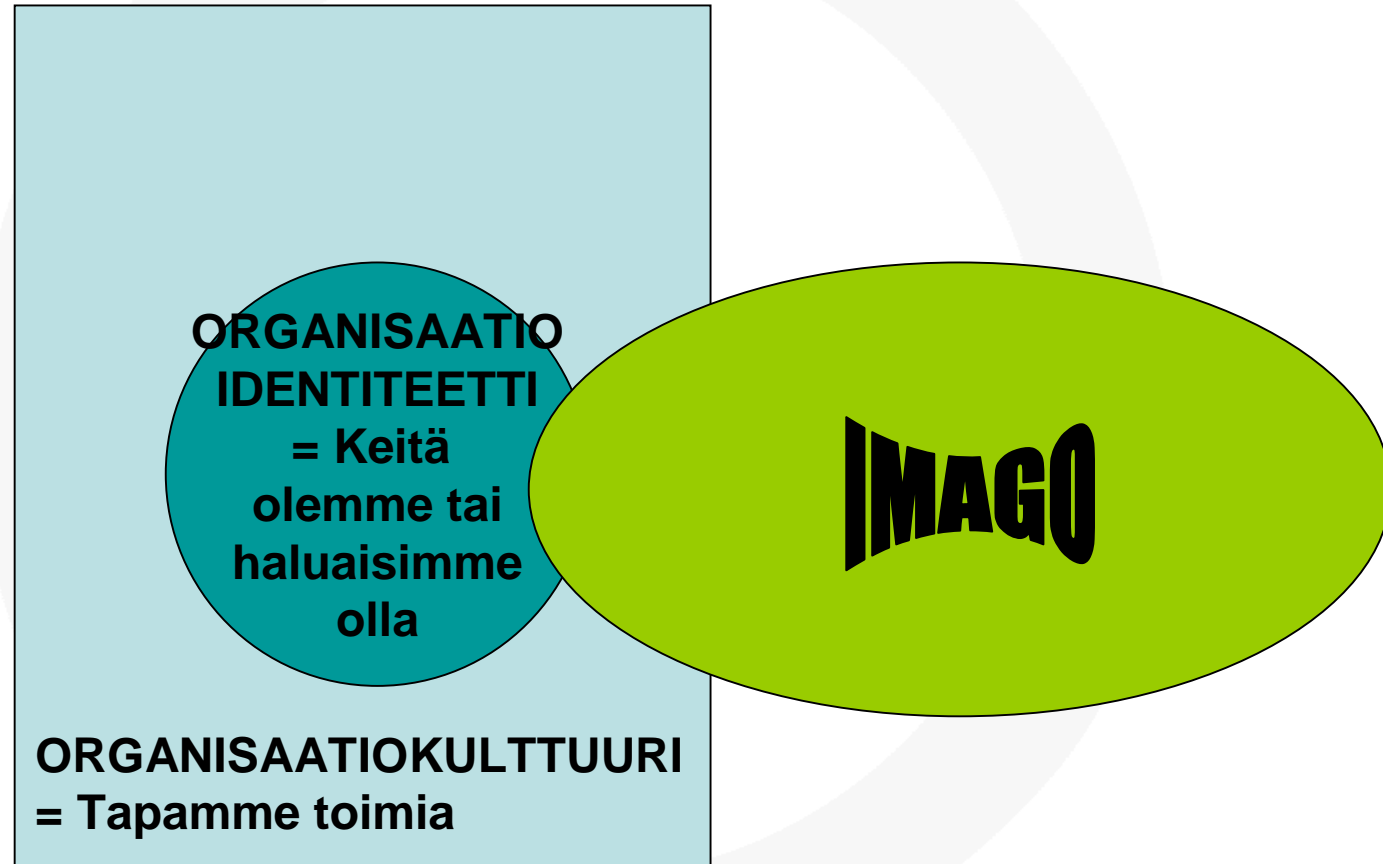 ORGANISAATIO
IDENTITEETTI
= Keitä
olemme tai
haluaisimme
olla
IMAGO
ORGANISAATIOKULTTUURI
= Tapamme toimia